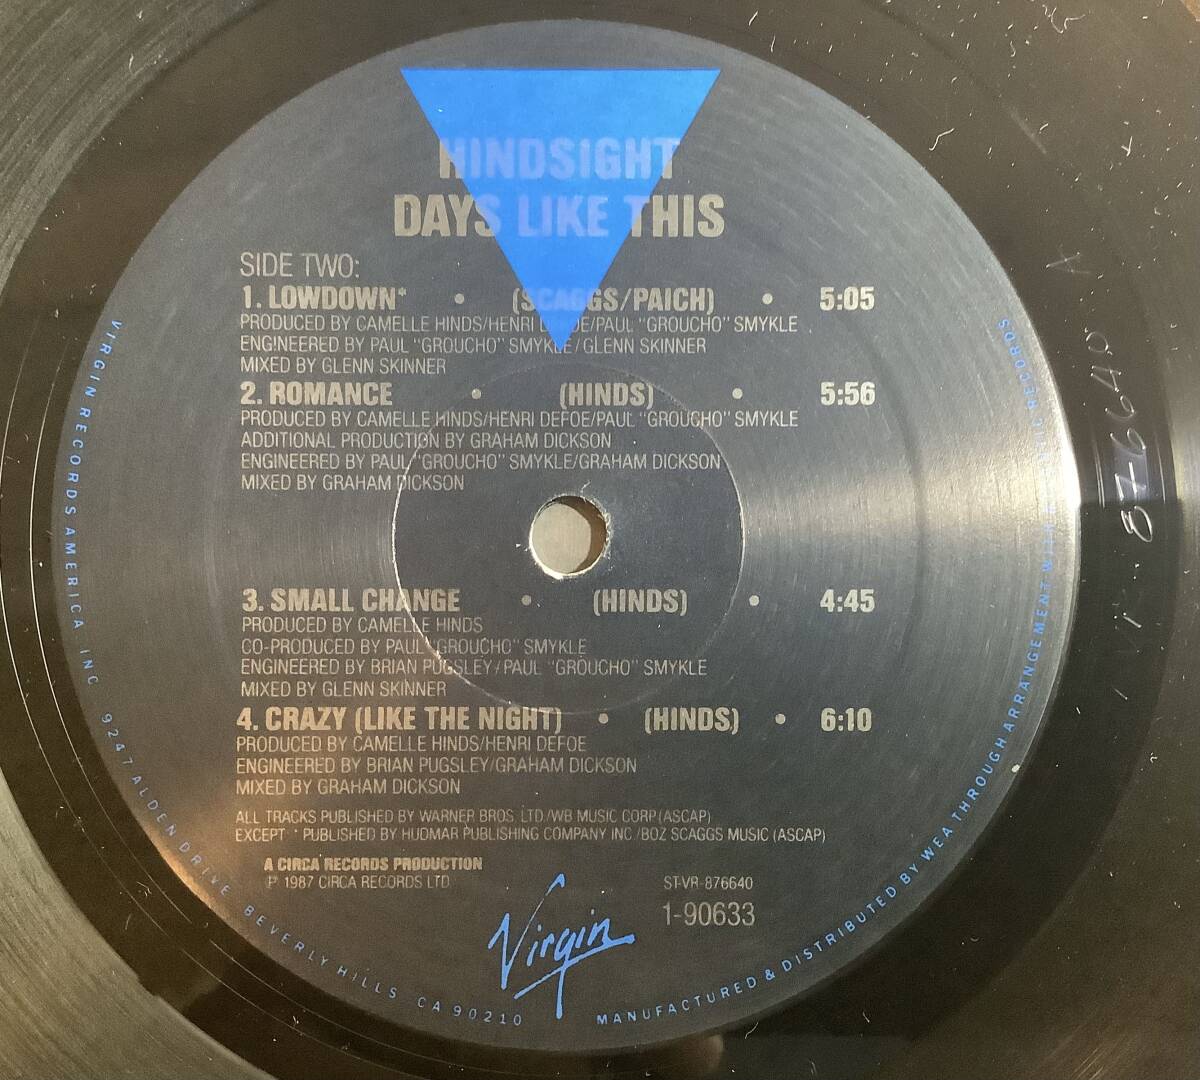 HINDSIGHT
DAYS LIKE THIS
SIDE TWO:
1. LOWDOWN* • (SCAGGS/PAICH) • 5:05
PRODUCED BY CAMELLE HINDS/HENRI DEFOE/PAUL "GROUCHO" SMYKLE
ENGINEERED BY PAUL "GROUCHO" SMYKLE/GLENN SKINNER
MIXED BY GLENN SKINNER
2. ROMANCE • (HINDS) • 5:56
PRODUCED BY CAMELLE HINDS/HENRI DEFOE/PAUL "GROUCHO" SMYKLE
ADDITIONAL PRODUCTION BY GRAHAM DICKSON
ENGINEERED BY PAUL "GROUCHO" SMYKLE/GRAHAM DICKSON
MIXED BY GRAHAM DICKSON
3. SMALL CHANGE • (HINDS) • 4:45
PRODUCED BY CAMELLE HINDS
CO-PRODUCED BY PAUL "GROUCHO" SMYKLE
ENGINEERED BY BRIAN PUGSLEY/PAUL "GROUCHO" SMYKLE
MIXED BY GLENN SKINNER
4. CRAZY (LIKE THE NIGHT) • (HINDS) • 6:10
PRODUCED BY CAMELLE HINDS/HENRI DEFOE
ENGINEERED BY BRIAN PUGSLEY/GRAHAM DICKSON
MIXED BY GRAHAM DICKSON
ALL TRACKS PUBLISHED BY WARNER BROS. LTD/WB MUSIC CORP (ASCAP)
EXCEPT * PUBLISHED BY HUDMAR PUBLISHING COMPANY INC./BOZ SCAGGS MUSIC (ASCAP)
A CIRCA RECORDS PRODUCTION
℗ 1987 CIRCA RECORDS LTD
ST-VR-876640
1-90633
Virgin
VIRGIN RECORDS AMERICA INC 9247 ALDEN DRIVE BEVERLY HILLS CA 90210
MANUFACTURED & DISTRIBUTED BY WEA THROUGH ARRANGEMENT WITH ATLANTIC RECORDS
876640